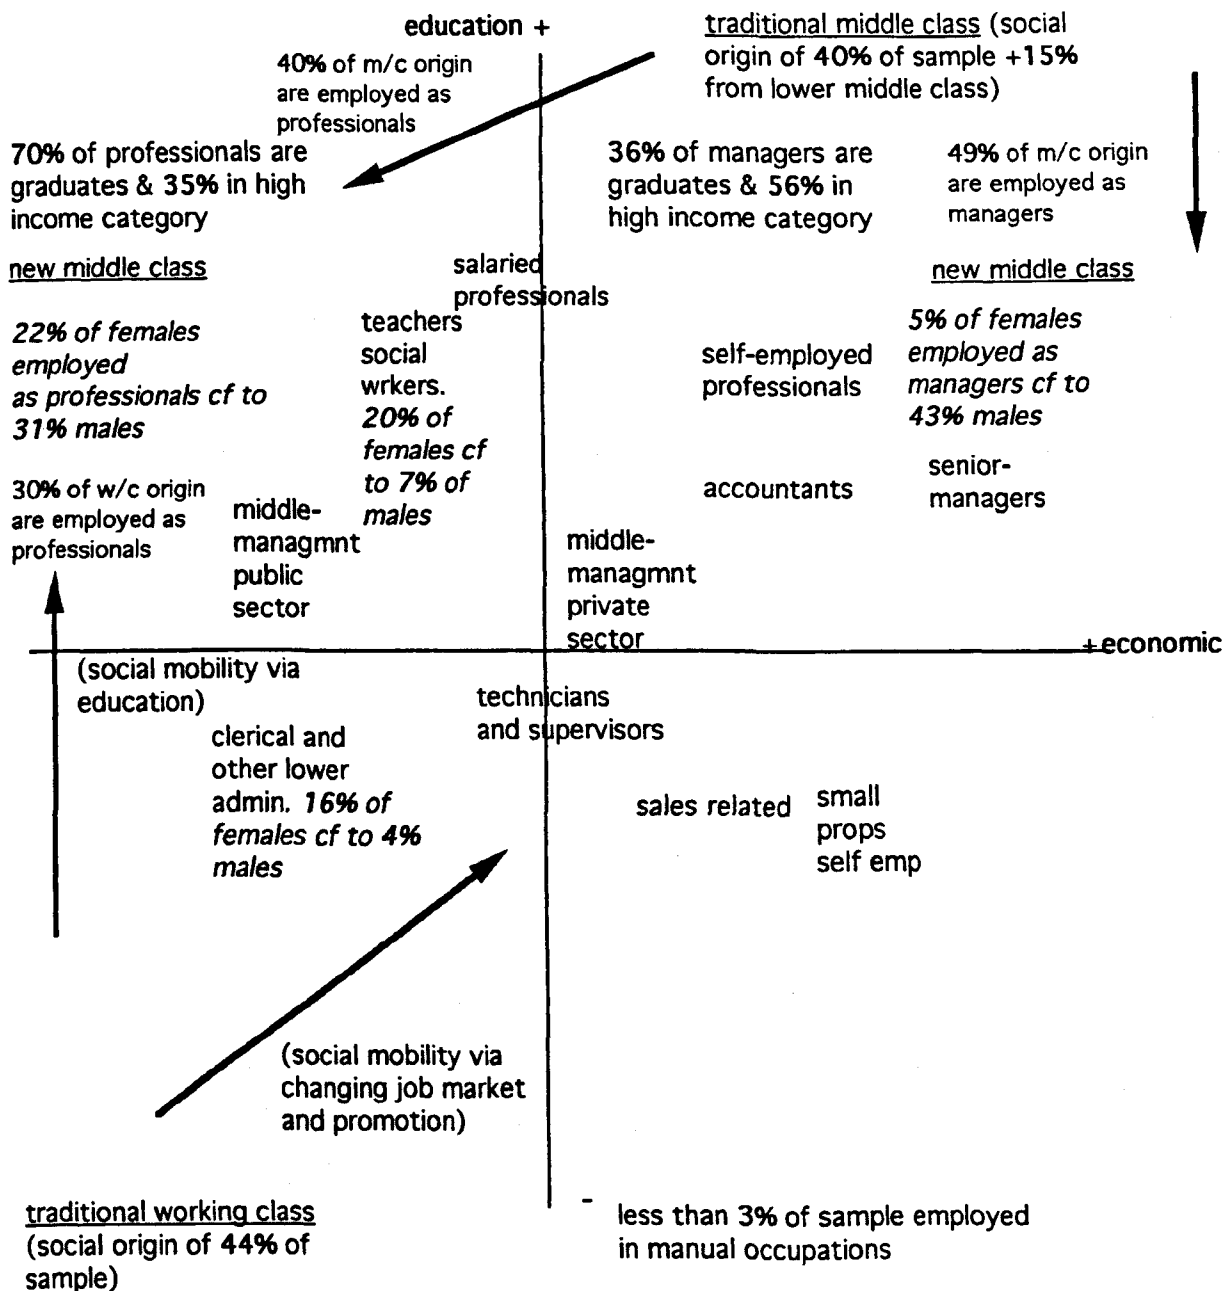 education +
traditional middle class (social
origin of 40% of sample +15%
from lower middle class)
40% of m/c origin
are employed as
professionals
70% of professionals are
graduates & 35% in high
income category
36% of managers are
graduates & 56% in
high income category
49% of m/c origin
are employed as
managers
new middle class
salaried
professionals
new middle class
22% of females
employed
as professionals cf to
31% males
teachers
social
wrkers.
20% of
females cf
to 7% of
males
self-employed
professionals
5% of females
employed as
managers cf to
43% males
30% of w/c origin
are employed as
professionals
middle-
managmnt
public
sector
accountants
senior-
managers
middle-
managmnt
private
sector
+economic
(social mobility via
education)
technicians
and supervisors
clerical and
other lower
admin. 16% of
females cf to 4%
males
sales related
small
props
self emp
(social mobility via
changing job market
and promotion)
traditional working class
(social origin of 44% of
sample)
-
less than 3% of sample employed
in manual occupations